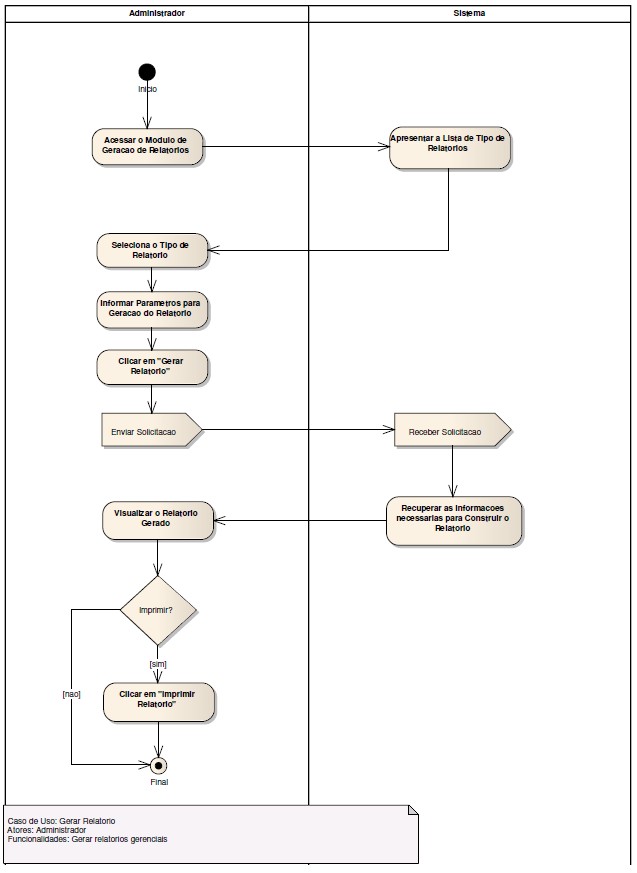 Administrador
Sistema
Inicio
Acessar o Modulo de
Geracao de Relatorios
Apresentar a Lista de Tipo de
Relatorios
Seleciona o Tipo de
Relatorio
Informar Parametros para
Geracao do Relatorio
Clicar em "Gerar
Relatorio"
Enviar Solicitacao
Receber Solicitacao
Visualizar o Relatorio
Gerado
Recuperar as Informacoes
necessarias para Construir o
Relatorio
Imprimir?
[sim]
[nao]
Clicar em "Imprimir
Relatorio"
Final
Caso de Uso: Gerar Relatorio
Atores: Administrador
Funcionalidades: Gerar relatorios gerenciais